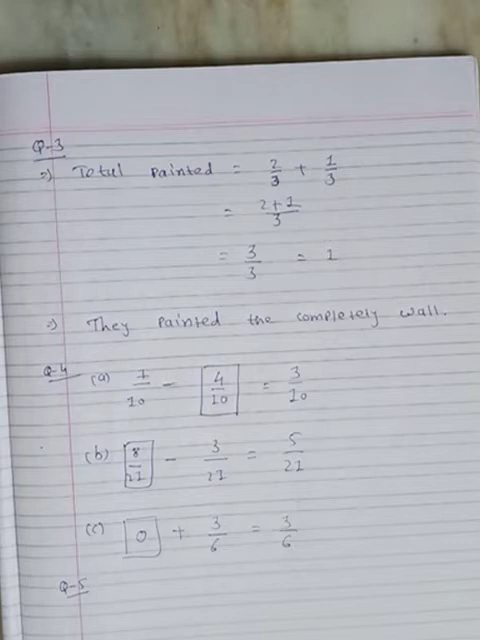 Q-3
=) Totul Painted = 2/3 + 1/3
= 2+1/3
= 3/3 = 1
=) They Painted the completely wall.
Q-4 (a) 7/10 - 4/10 = 3/10
(b) 8/21 - 3/21 = 5/21
(c) 0 + 3/6 = 3/6
Q-5